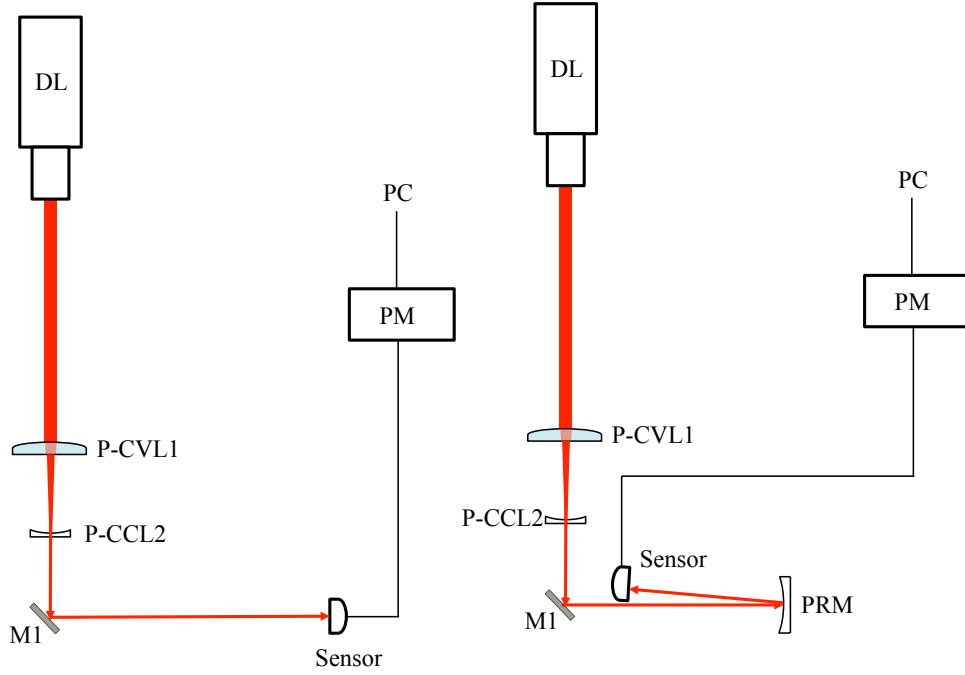 DL
PC
PM
P-CVL1
P-CCL2
M1
Sensor
DL
PC
PM
P-CVL1
P-CCL2
Sensor
M1
PRM